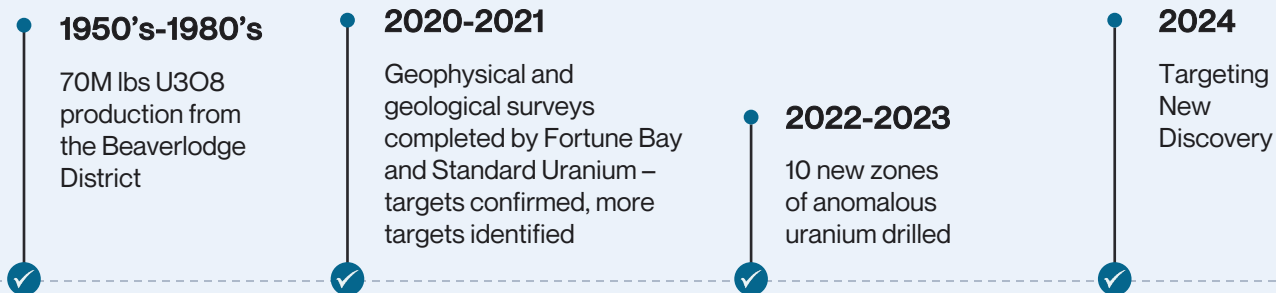 1950’s-1980’s
70M lbs U3O8
production from
the Beaverlodge
District
2020-2021
Geophysical and
geological surveys
completed by Fortune Bay
and Standard Uranium –
targets confirmed, more
targets identified
2022-2023
10 new zones
of anomalous
uranium drilled
2024
Targeting
New
Discovery